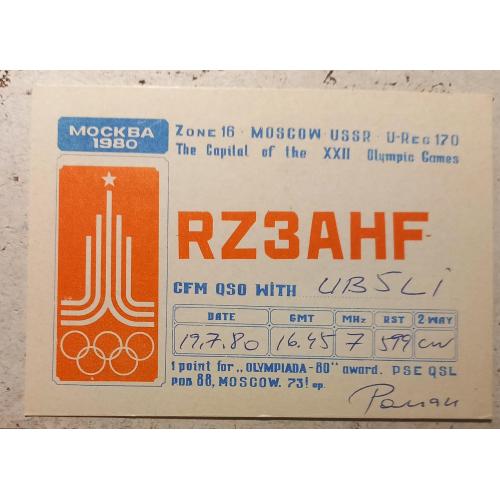 МОСКВА
1980
ZONE 16 · MOSCOW · USSR · U-REG 170
The Capital of the XXII Olympic Games
RZ3AHF
CFM QSO WITH UB5LI
DATE GMT MHz RST 2-WAY
19.7.80 16.45 7 599 CW
1 point for „OLYMPIADA-80" award. PSE QSL
POB 88, MOSCOW. 73! op.
Роман